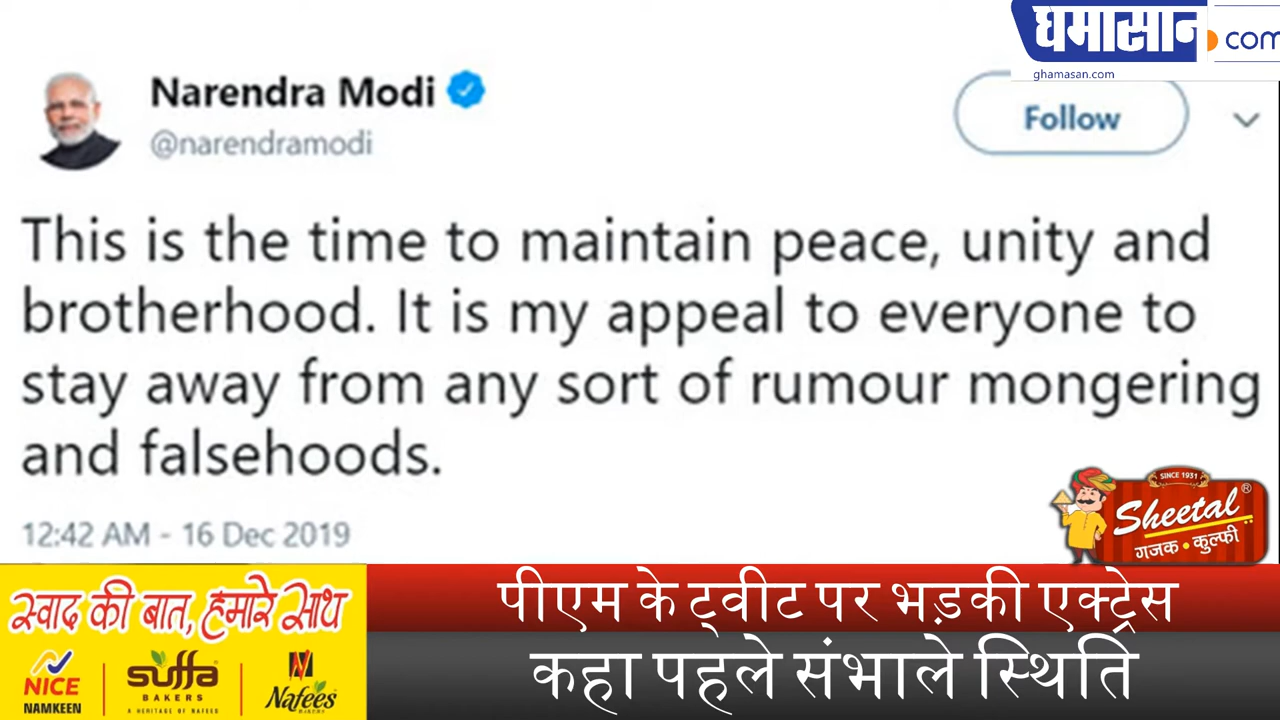 घमासान.com
ghamasan.com
Narendra Modi
@narendramodi
Follow
This is the time to maintain peace, unity and
brotherhood. It is my appeal to everyone to
stay away from any sort of rumour mongering
and falsehoods.
12:42 AM - 16 Dec 2019
SINCE 1931
Sheetal®
गजक • कुल्फी
स्वाद की बात, हमारे साथ
NICE
NAMKEEN
suffa
BAKERS
A HERITAGE OF NAFEES
Nafees
BAKERY
पीएम के ट्वीट पर भड़की एक्ट्रेस
कहा पहले संभाले स्थिति